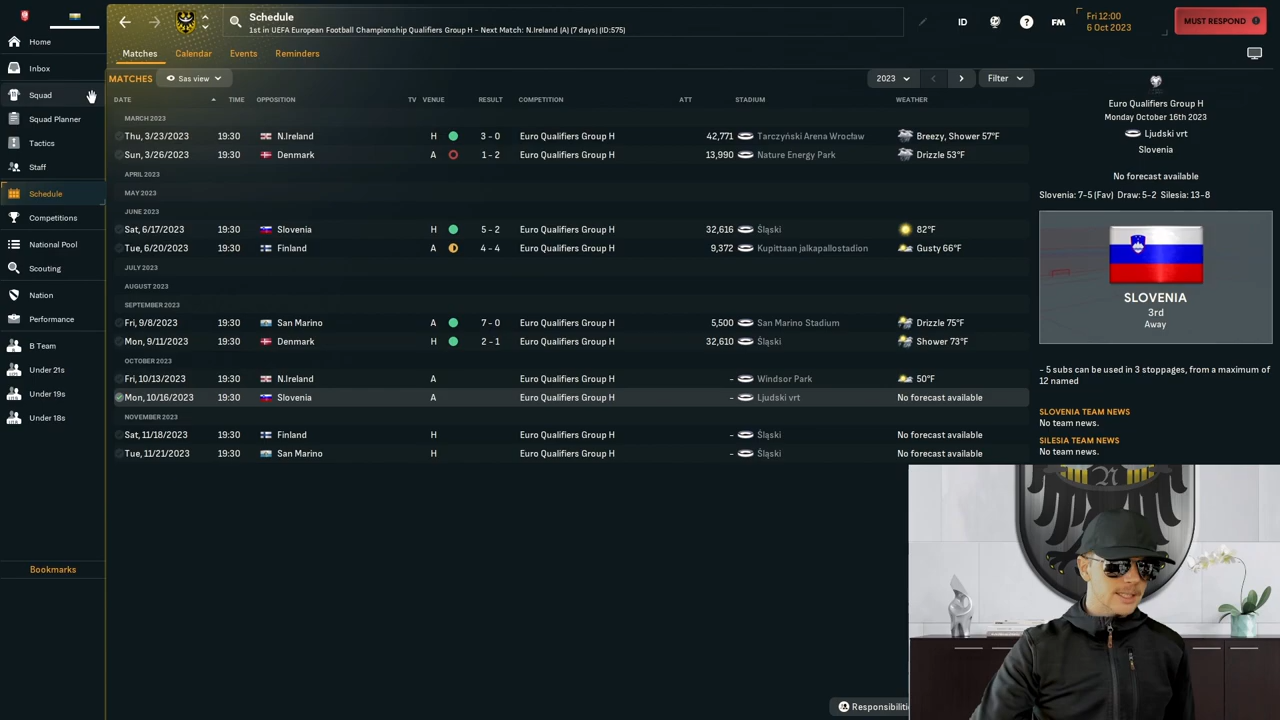 Schedule
1st in UEFA European Football Championship Qualifiers Group H - Next Match: N.Ireland (A) (7 days) (ID:575)
ID
?
FM
Fri 12:00
6 Oct 2023
MUST RESPOND
Home
Inbox
Squad
Squad Planner
Tactics
Staff
Schedule
Competitions
National Pool
Scouting
Nation
Performance
B Team
Under 21s
Under 19s
Under 18s
Bookmarks
Matches Calendar Events Reminders
MATCHES Sas view 2023 Filter
DATE TIME OPPOSITION TV VENUE RESULT COMPETITION ATT STADIUM WEATHER
MARCH 2023
Thu, 3/23/2023 19:30 N.Ireland H 3 - 0 Euro Qualifiers Group H 42,771 Tarczyński Arena Wrocław Breezy, Shower 57°F
Sun, 3/26/2023 19:30 Denmark A 1 - 2 Euro Qualifiers Group H 13,990 Nature Energy Park Drizzle 53°F
APRIL 2023
MAY 2023
JUNE 2023
Sat, 6/17/2023 19:30 Slovenia H 5 - 2 Euro Qualifiers Group H 32,616 Śląski 82°F
Tue, 6/20/2023 19:30 Finland A 4 - 4 Euro Qualifiers Group H 9,372 Kupittaan jalkapallostadion Gusty 66°F
JULY 2023
AUGUST 2023
SEPTEMBER 2023
Fri, 9/8/2023 19:30 San Marino A 7 - 0 Euro Qualifiers Group H 5,500 San Marino Stadium Drizzle 75°F
Mon, 9/11/2023 19:30 Denmark H 2 - 1 Euro Qualifiers Group H 32,610 Śląski Shower 73°F
OCTOBER 2023
Fri, 10/13/2023 19:30 N.Ireland A Euro Qualifiers Group H - Windsor Park 50°F
Mon, 10/16/2023 19:30 Slovenia A Euro Qualifiers Group H - Ljudski vrt No forecast available
NOVEMBER 2023
Sat, 11/18/2023 19:30 Finland H Euro Qualifiers Group H - Śląski No forecast available
Tue, 11/21/2023 19:30 San Marino H Euro Qualifiers Group H - Śląski No forecast available
Euro Qualifiers Group H
Monday October 16th 2023
Ljudski vrt
Slovenia
No forecast available
Slovenia: 7-5 (Fav) Draw: 5-2 Silesia: 13-8
SLOVENIA
3rd
Away
- 5 subs can be used in 3 stoppages, from a maximum of
12 named
SLOVENIA TEAM NEWS
No team news.
SILESIA TEAM NEWS
No team news.